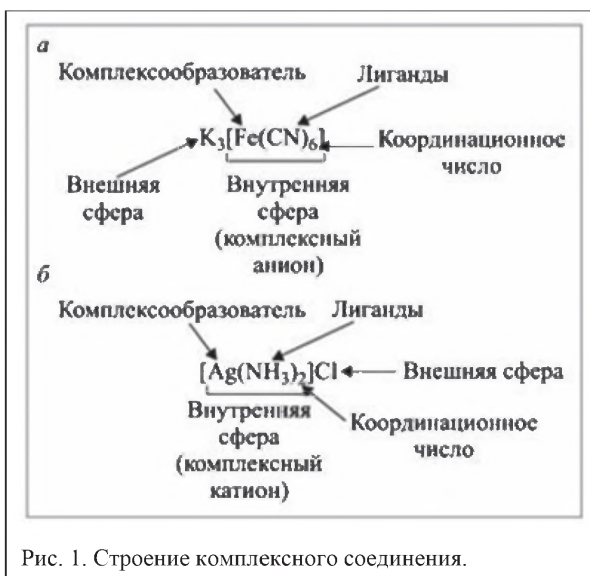 а
Комплексообразователь Лиганды
K₃[Fe(CN)₆]
Координационное
число
Внешняя
сфера
Внутренняя
сфера
(комплексный
анион)
б
Комплексообразователь Лиганды
[Ag(NH₃)₂]Cl
Внешняя сфера
Внутренняя
сфера
(комплексный
катион)
Координационное
число
Рис. 1. Строение комплексного соединения.